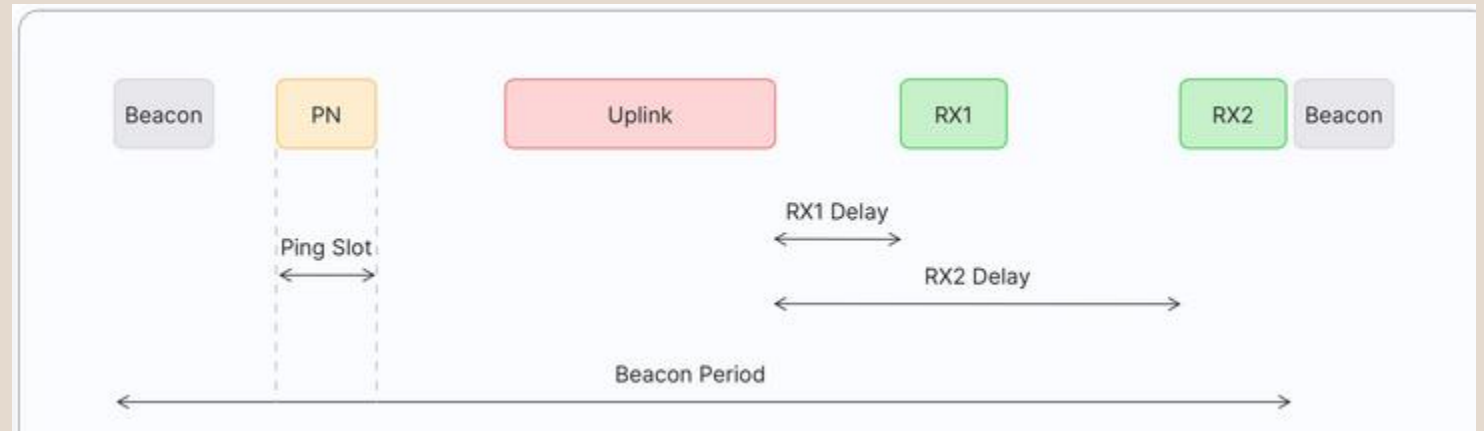 Beacon
PN
Uplink
RX1
RX2
Beacon
RX1 Delay
Ping Slot
RX2 Delay
Beacon Period